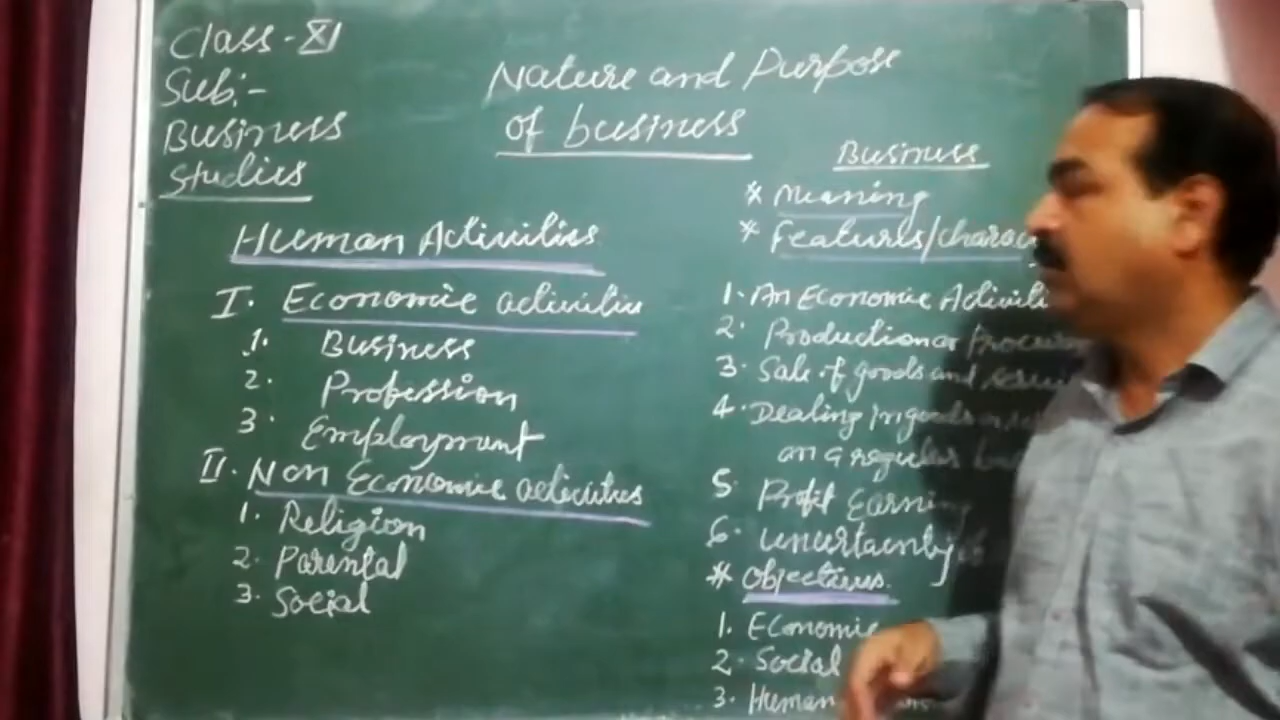 Class - XI
Sub:-
Business
Studies
Nature and Purpose
of business
Human Activities
I. Economic activities
1. Business
2. Profession
3. Employment
II. Non Economic activities
1. Religion
2. Parental
3. Social
Business
* Meaning
* Features/charac
1. An Economic Activiti
2. Production or Procure
3. Sale of goods and servi
4. Dealing in goods
on a regular
5. Profit Earning
6. Uncertainty
* Objectives.
1. Economic
2. Social
3. Human